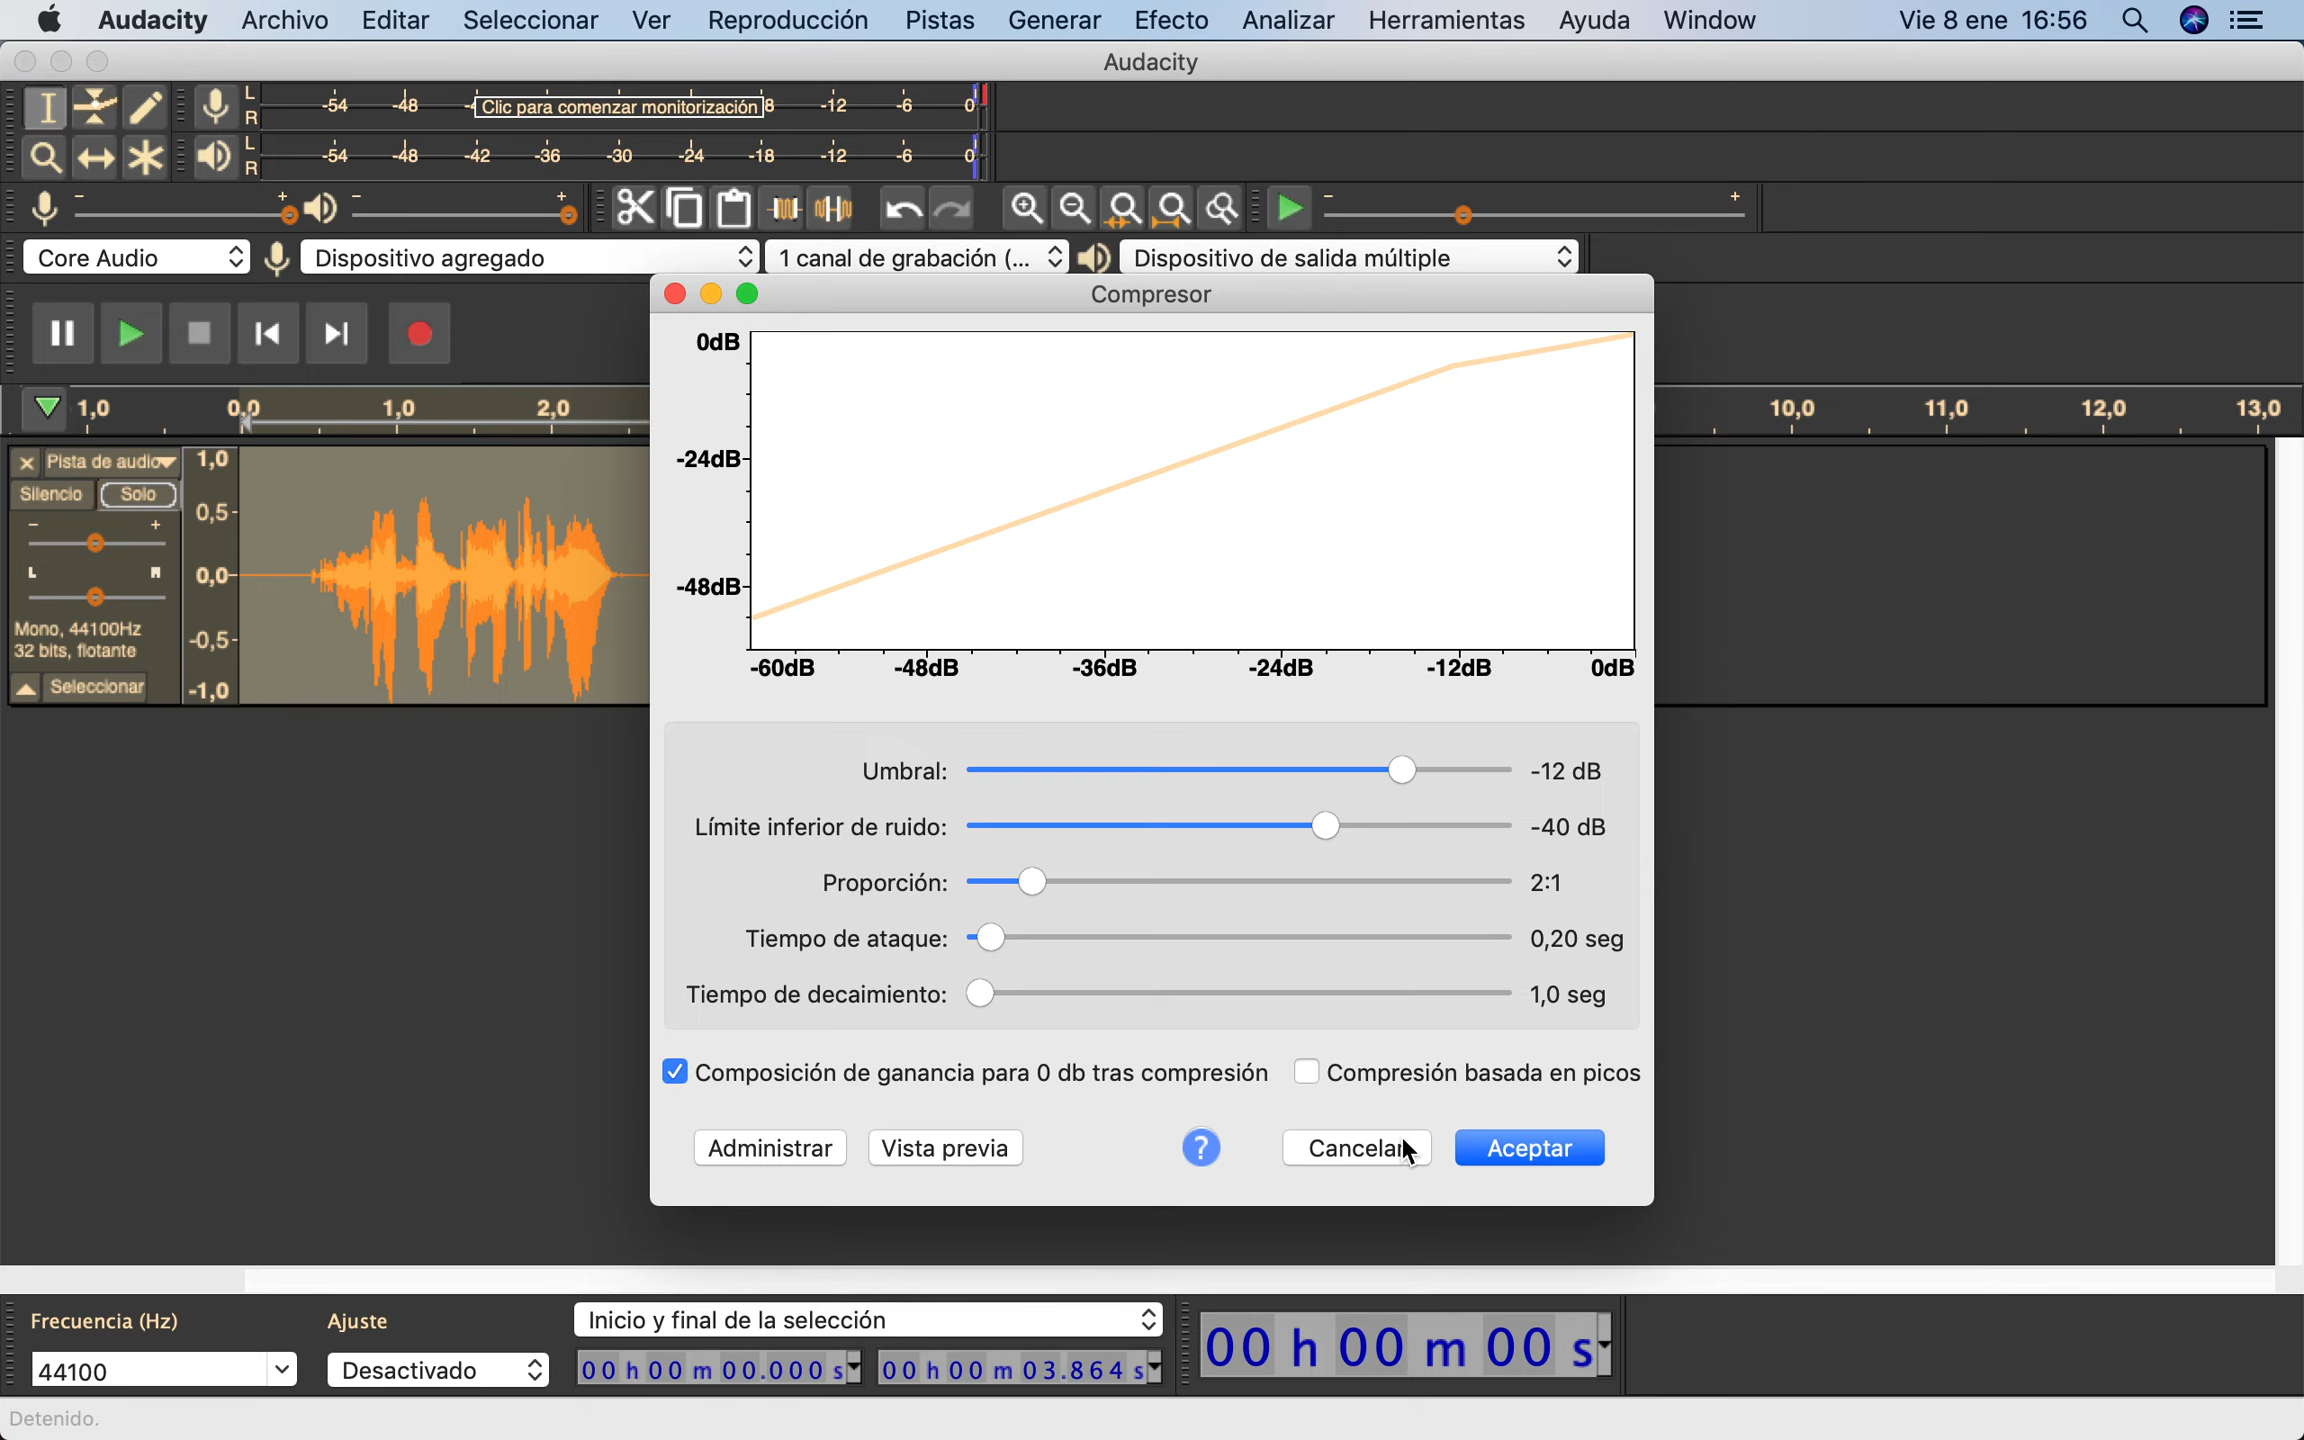 Audacity Archivo Editar Seleccionar Ver Reproducción Pistas Generar Efecto Analizar Herramientas Ayuda Window Vie 8 ene 16:56
Audacity
L
R
-54 -48 -4 Clic para comenzar monitorización 8 -12 -6 0
L
R
-54 -48 -42 -36 -30 -24 -18 -12 -6 0
- + - + - +
Core Audio Dispositivo agregado 1 canal de grabación (... Dispositivo de salida múltiple
Compresor
1,0 0,0 1,0 2,0 10,0 11,0 12,0 13,0
Pista de audio
Silencio Solo
- +
L R
Mono, 44100Hz
32 bits, flotante
Seleccionar
1,0
0,5
0,0
-0,5
-1,0
0dB
-24dB
-48dB
-60dB -48dB -36dB -24dB -12dB 0dB
Umbral: -12 dB
Límite inferior de ruido: -40 dB
Proporción: 2:1
Tiempo de ataque: 0,20 seg
Tiempo de decaimiento: 1,0 seg
Composición de ganancia para 0 db tras compresión Compresión basada en picos
Administrar Vista previa ? Cancelar Aceptar
Frecuencia (Hz) Ajuste Inicio y final de la selección
44100 Desactivado 00 h 00 m 00.000 s 00 h 00 m 03.864 s 00 h 00 m 00 s
Detenido.